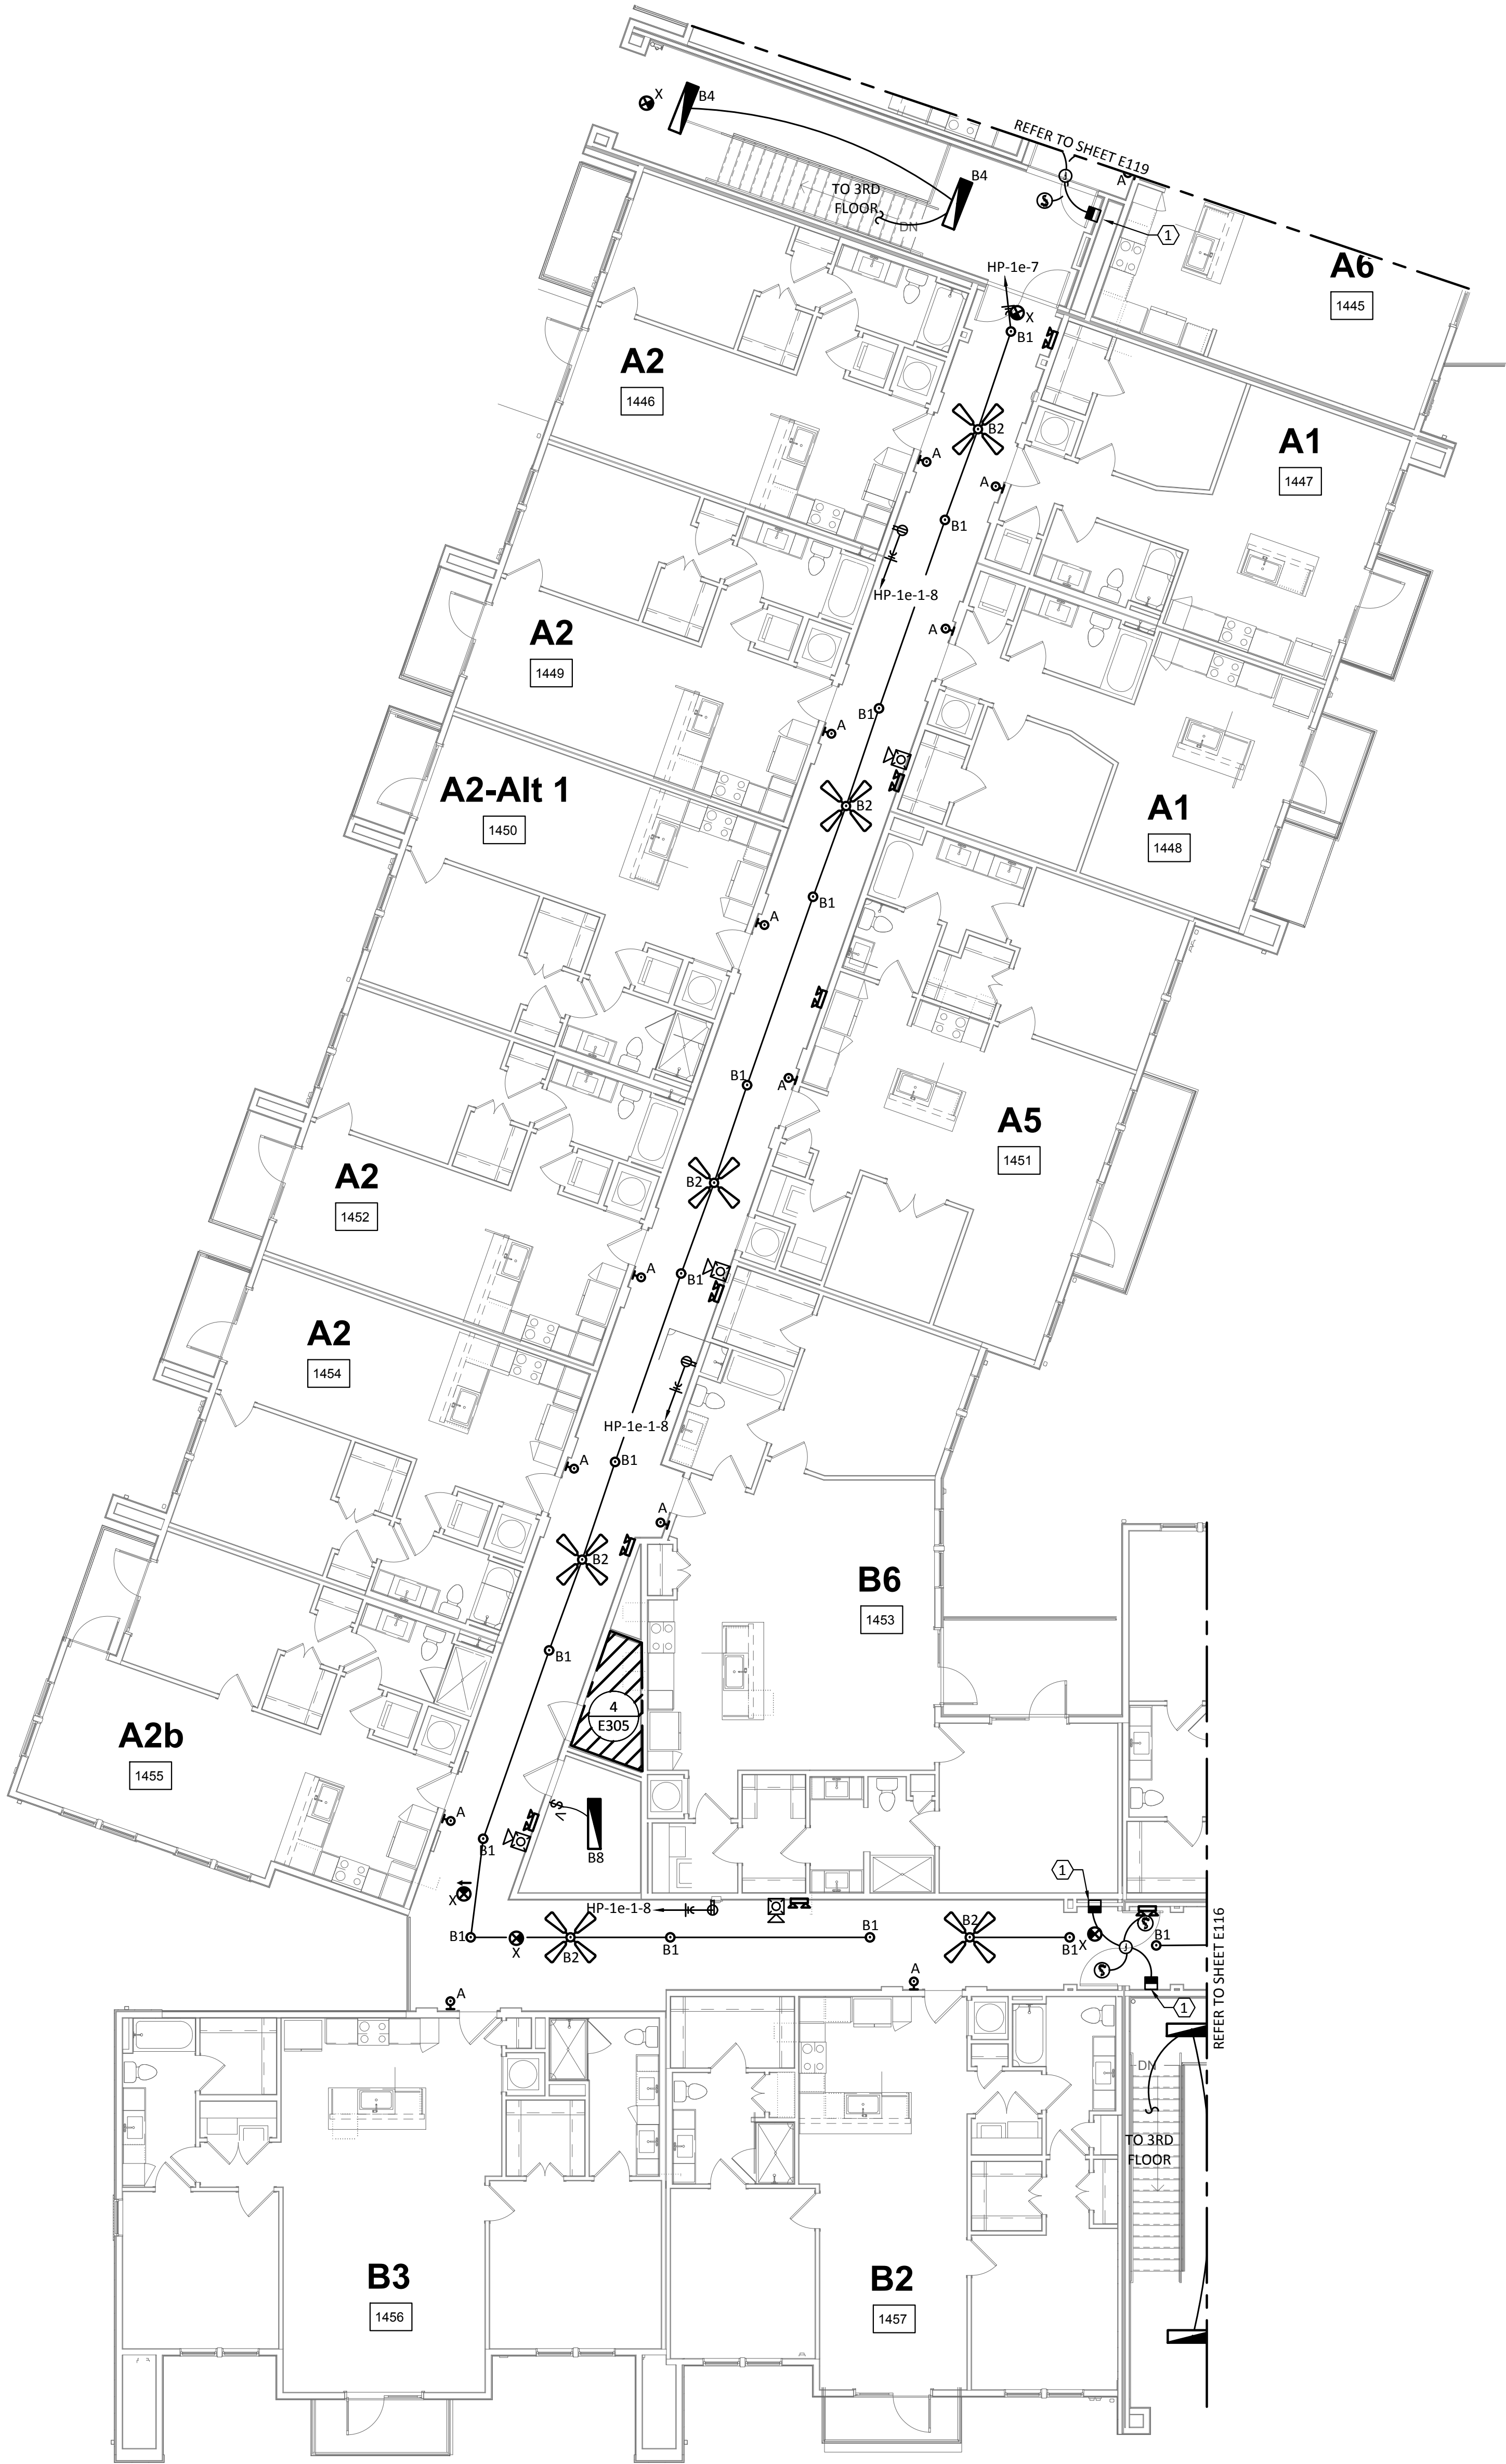 X
B4
REFER TO SHEET E119
B4
A
TO 3RD
FLOOR
DN
1
A6
1445
HP-1e-7
X
B1
A2
1446
B2
A
A1
1447
A
B1
HP-1e-1-8
A2
1449
A
B1
A
A2-Alt 1
1450
B2
A1
1448
B1
A
B1
A
A5
1451
A2
1452
B2
A
B1
A2
1454
HP-1e-1-8
B1
A
A
B2
B6
1453
B1
4
E305
A2b
1455
A
B1
B8
S
V
X
HP-1e-1-8
1
B1
X
B2
B1
B1
B2
B1
X
B1
REFER TO SHEET E116
A
A
1
DN
TO 3RD
FLOOR
B3
1456
B2
1457